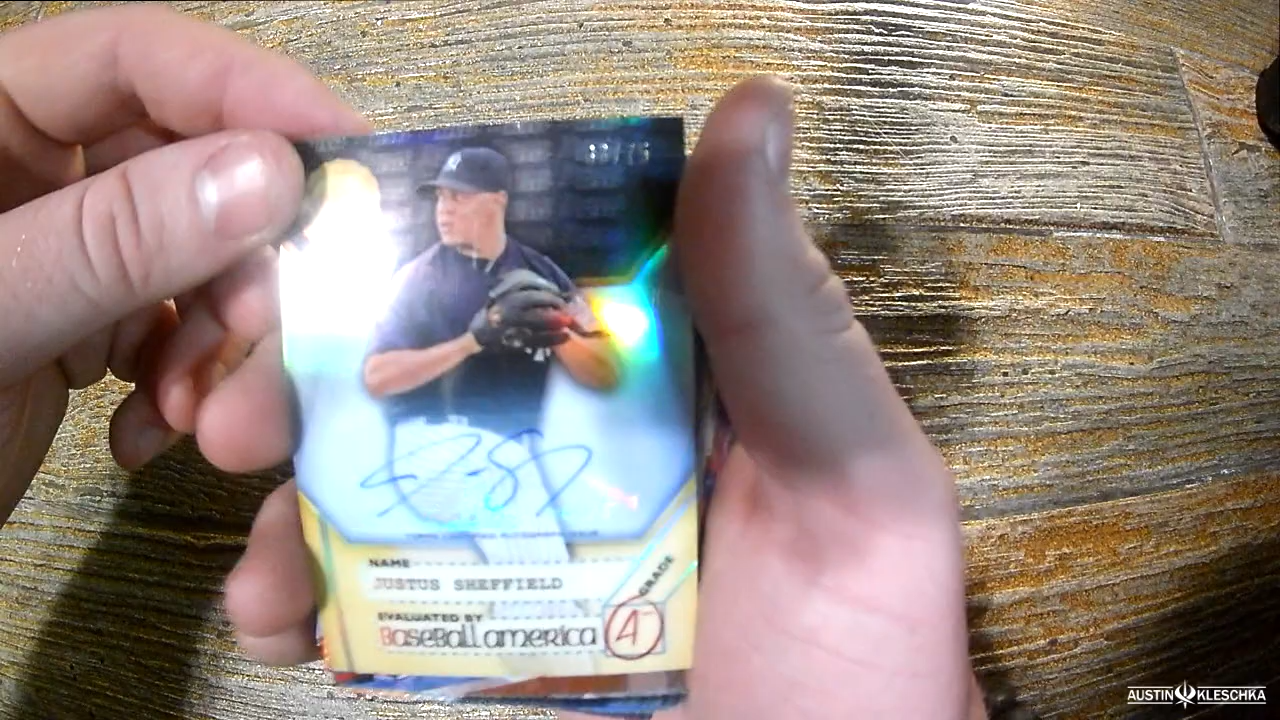 NAME
JUSTUS SHEFFIELD
GRADE
EVALUATED BY
BaseBall america
A-
AUSTIN KLESCHKA